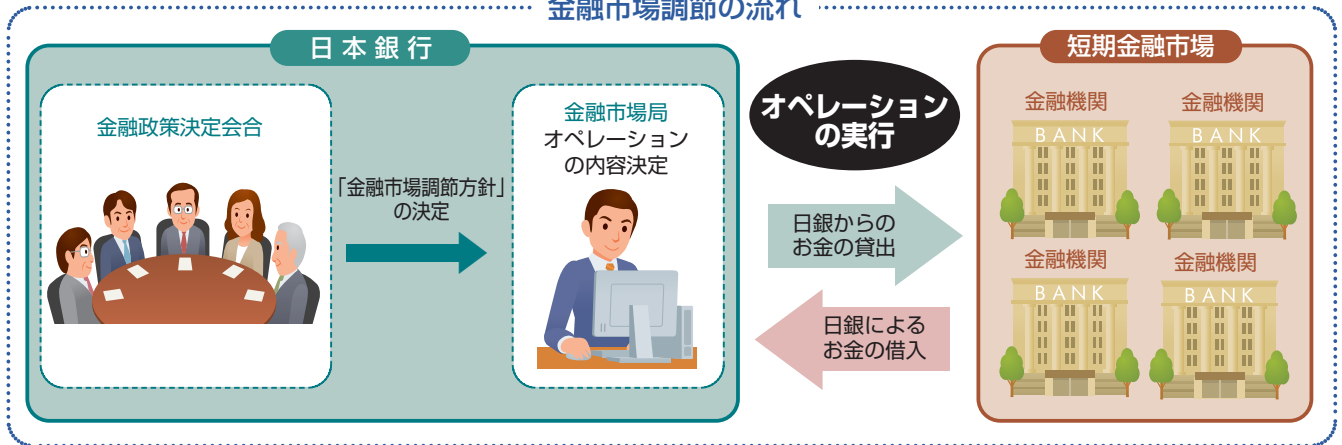 金融市場調節の流れ
日本銀行
金融政策決定会合
「金融市場調節方針」
の決定
金融市場局
オペレーション
の内容決定
オペレーション
の実行
日銀からの
お金の貸出
日銀による
お金の借入
短期金融市場
金融機関
BANK
金融機関
BANK
金融機関
BANK
金融機関
BANK